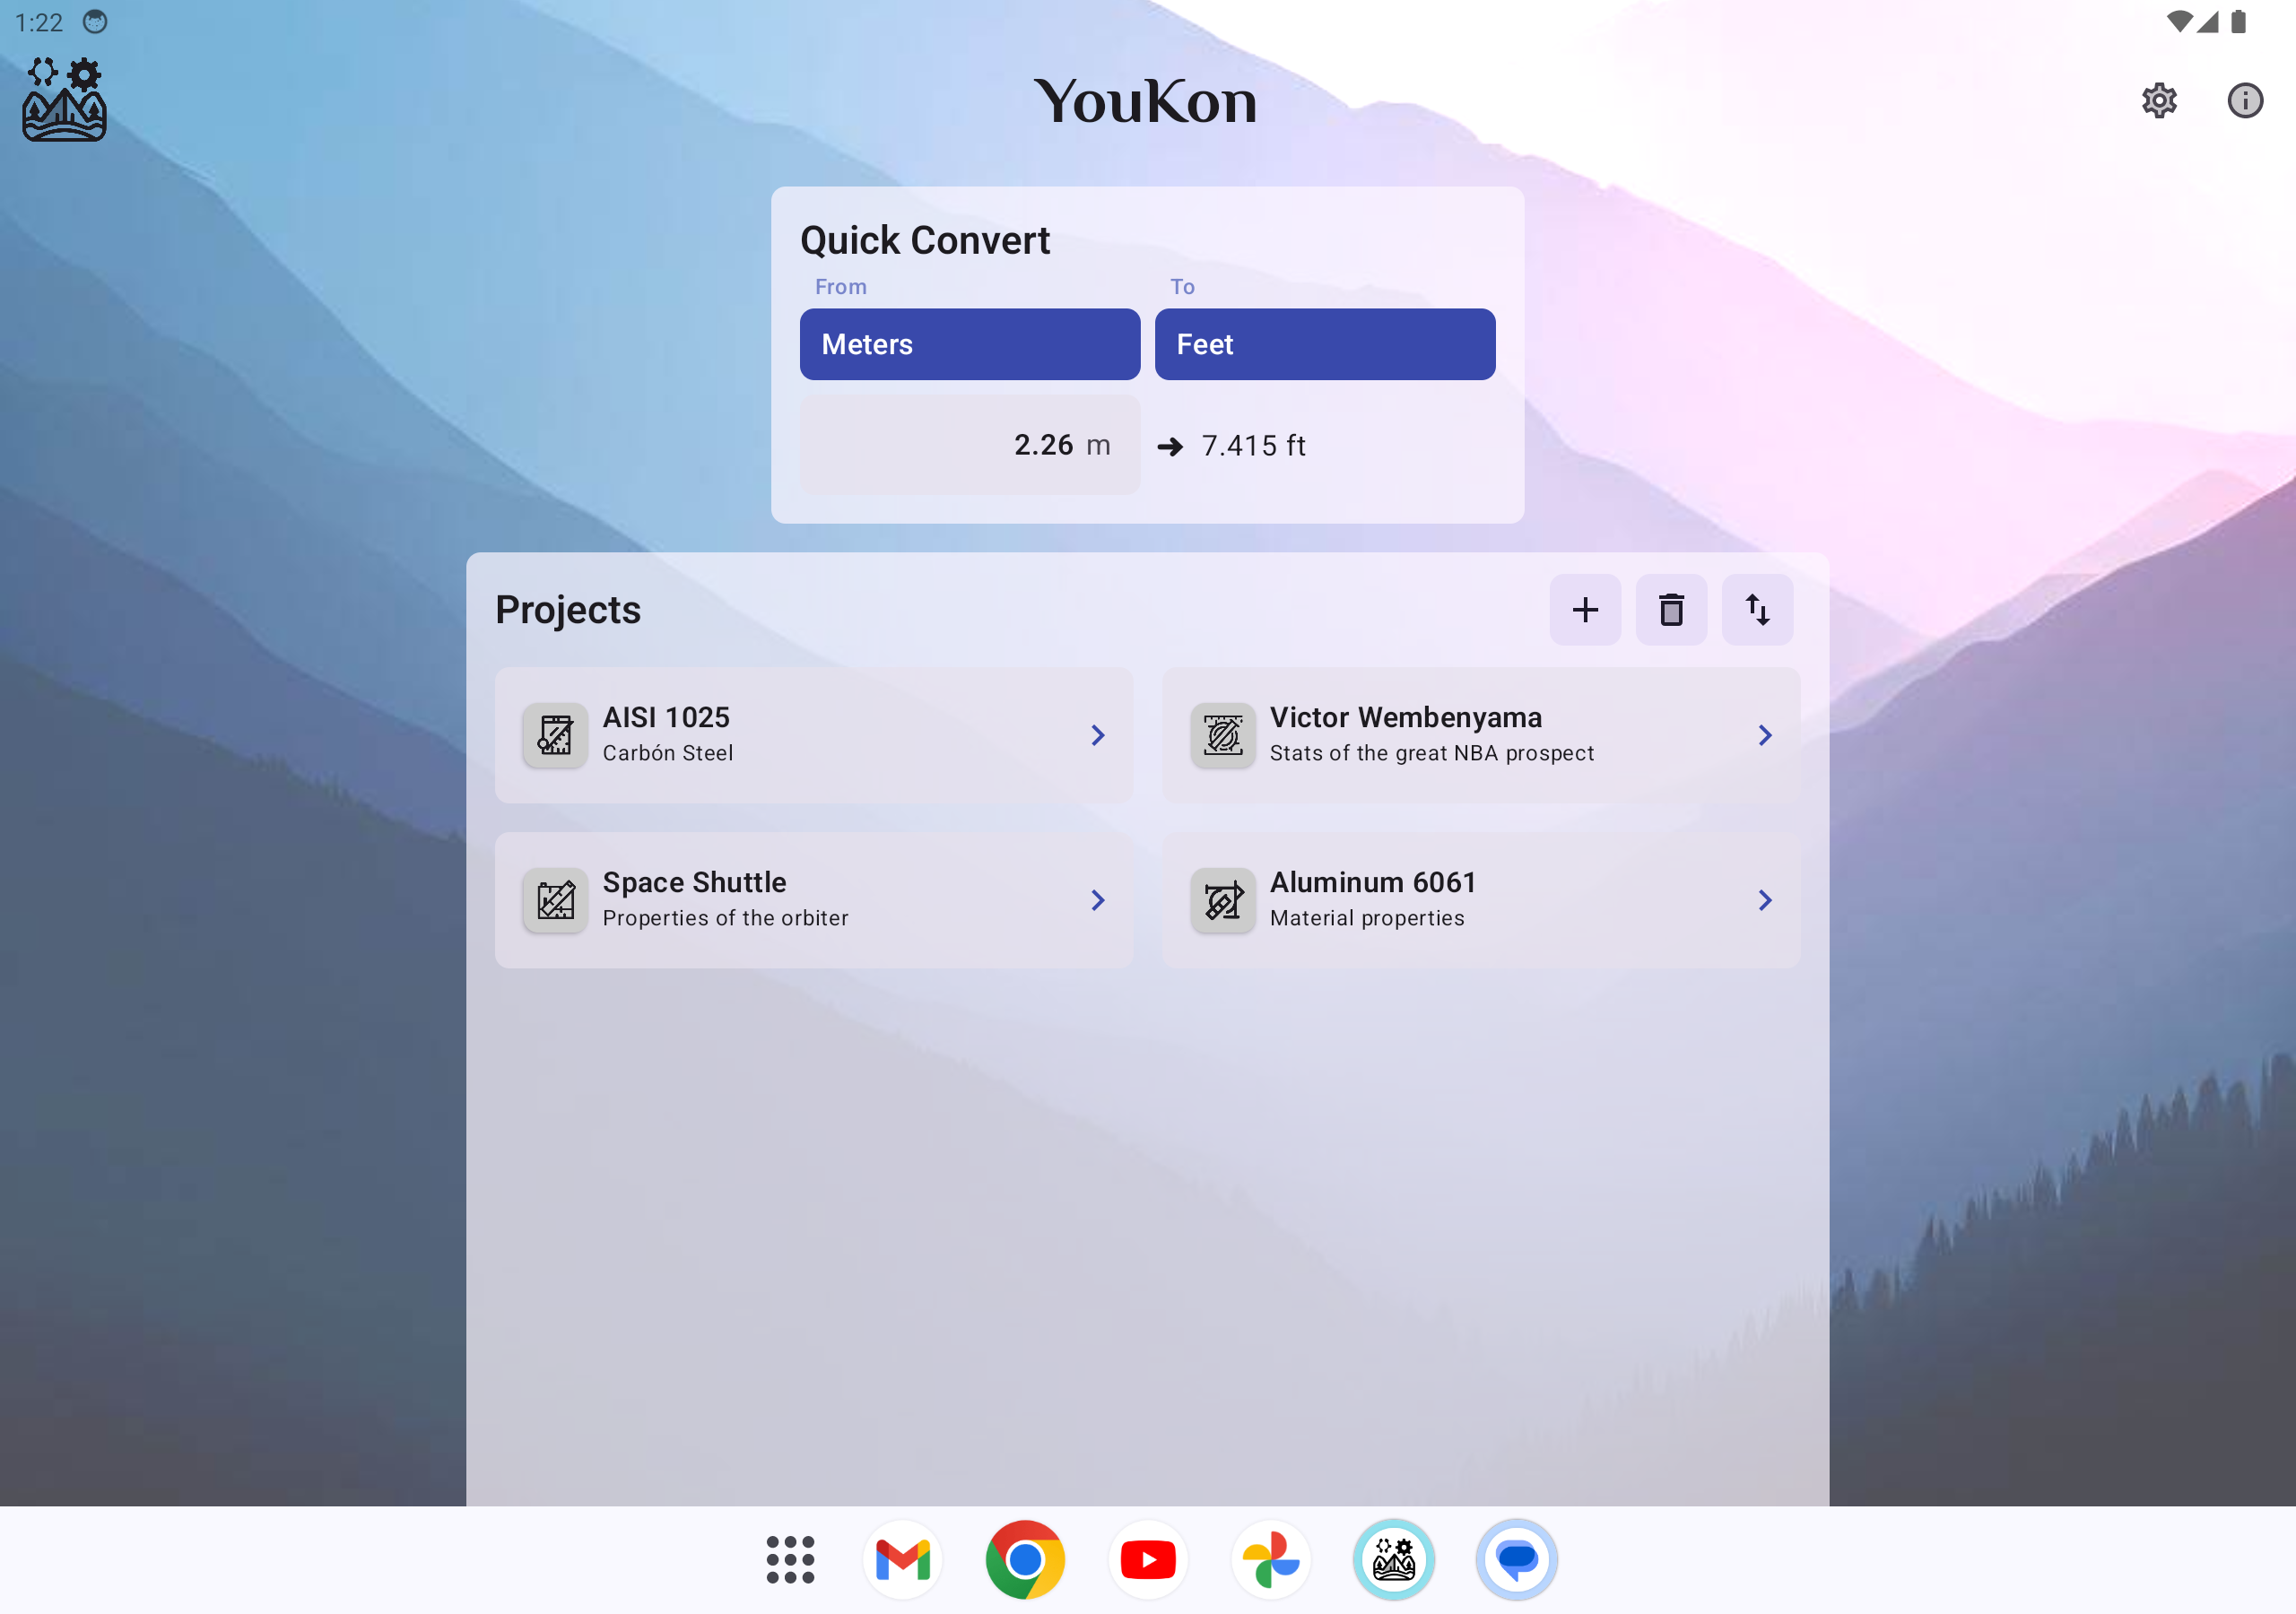 1:22
YouKon
Quick Convert
From To
Meters Feet
2.26 m 7.415 ft
Projects
AISI 1025
Carbón Steel
Victor Wembenyama
Stats of the great NBA prospect
Space Shuttle
Properties of the orbiter
Aluminum 6061
Material properties